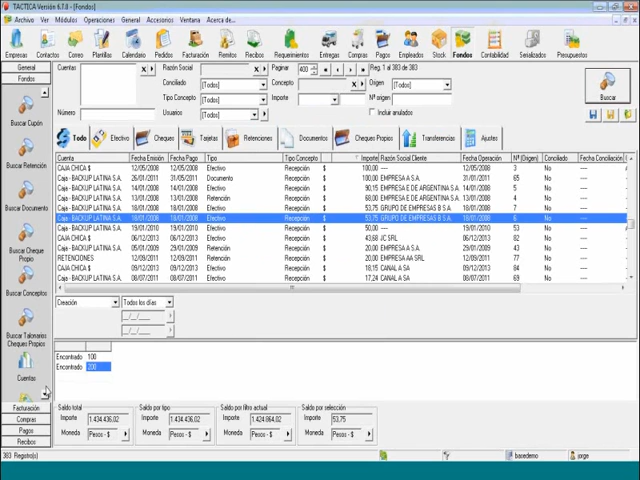 TACTICA Versión 6.7.0 - [Fondos]
Archivo Ver Módulos Operaciones General Accesorios Ventana Acerca de...
Empresas Contactos Correo Plantillas Calendario Pedidos Facturación Remitos Recibos Requerimientos Entregas Compras Pagos Empleados Stock Fondos Contabilidad Serializados Presupuestos
General
Fondos
Buscar Cupón
Buscar Retención
Buscar Documento
Buscar Cheque Propio
Buscar Conceptos
Buscar Talonarios Cheques Propios
Cuentas
Facturación
Compras
Pagos
Recibos
Cuentas Razón Social Paginar 400 Reg. 1 al 383 de 383
Conciliado [Todos] Concepto Origen [Todos]
Tipo Concepto [Todos] Importe Nº origen
Número Usuarios [Todos] Incluir anulados
Buscar
Todo Efectivo Cheques Tarjetas Retenciones Documentos Cheques Propios Transferencias Ajustes
Cuenta Fecha Emisión Fecha Pago Tipo Tipo Concepto Importe Razón Social Cliente Fecha Operación Nº (Origen) Conciliado Fecha Conciliación
CAJA CHICA $ 12/05/2008 12/05/2008 Efectivo Recepción $ 100,00 ---- 12/05/2008 3 No ----
Caja - BACKUP LATINA S.A. 26/01/2011 31/01/2011 Documento Recepción $ 100,00 EMPRESA A S.A. 31/01/2011 65 No ----
Caja - BACKUP LATINA S.A. 14/01/2008 14/01/2008 Efectivo Recepción $ 90,15 EMPRESA E DE ARGENTINA S.A. 14/01/2008 5 No ----
Caja - BACKUP LATINA S.A. 13/01/2008 13/01/2008 Retención Recepción $ 68,00 EMPRESA E DE ARGENTINA S.A. 13/01/2008 4 No ----
Caja - BACKUP LATINA S.A. 18/01/2008 18/01/2008 Efectivo Recepción $ 53,75 GRUPO DE EMPRESAS B S.A. 18/01/2008 7 No ----
Caja - BACKUP LATINA S.A. 18/01/2008 18/01/2008 Efectivo Recepción $ 53,75 GRUPO DE EMPRESAS B S.A. 18/01/2008 6 No ----
Caja - BACKUP LATINA S.A. 19/01/2010 19/01/2010 Efectivo Recepción $ 50,00 ---- 19/01/2010 53 No ----
CAJA CHICA $ 06/12/2013 06/12/2013 Efectivo Recepción $ 43,68 JC SRL 06/12/2013 82 No ----
Caja - BACKUP LATINA S.A. 05/01/2009 29/01/2009 Retención Recepción $ 20,00 EMPRESA A S.A. 29/01/2009 43 No ----
RETENCIONES 12/09/2011 12/09/2011 Retención Recepción $ 20,00 EMPRESA AA SRL 12/09/2011 77 No ----
CAJA CHICA $ 09/12/2013 09/12/2013 Efectivo Recepción $ 18,15 CANAL A SA 09/12/2013 84 No ----
Caja - BACKUP LATINA S.A. 08/07/2011 08/07/2011 Efectivo Recepción $ 17,24 CANAL A SA 08/07/2011 69 No ----
Creación Todos los días
__/__/____
__/__/____
Encontrado 100
Encontrado 200
Saldo total Saldo por tipo Saldo por filtro actual Saldo por selección
Importe 1.434.436,02 Importe 1.434.436,02 Importe 1.424.864,02 Importe 53,75
Moneda Pesos - $ Moneda Pesos - $ Moneda Pesos - $ Moneda Pesos - $
383 Registro(s) basedemo jorge